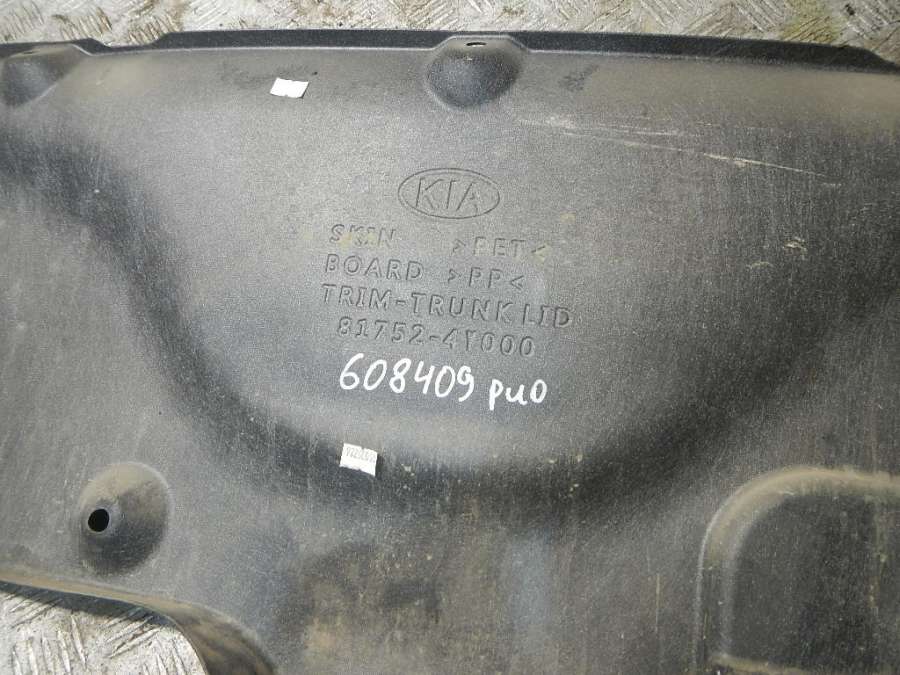 KIA
SKIN >PET<
BOARD >PP<
TRIM-TRUNK LID
81752-4Y000
608409 рио